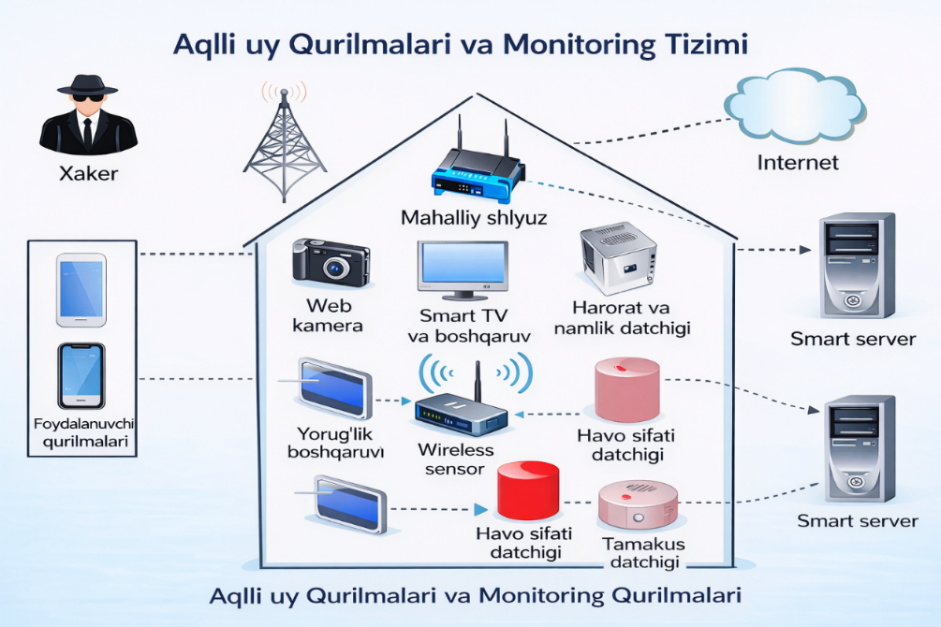 Aqlli uy Qurilmalari va Monitoring Tizimi
Xaker
Internet
Mahalliy shlyuz
Web
kamera
Smart TV
va boshqaruv
Harorat va
namlik datchigi
Smart server
Foydalanuvchi
qurilmalari
Yorug'lik
boshqaruvi
Wireless
sensor
Havo sifati
datchigi
Smart server
Havo sifati
datchigi
Tamakus
datchigi
Aqlli uy Qurilmalari va Monitoring Qurilmalari